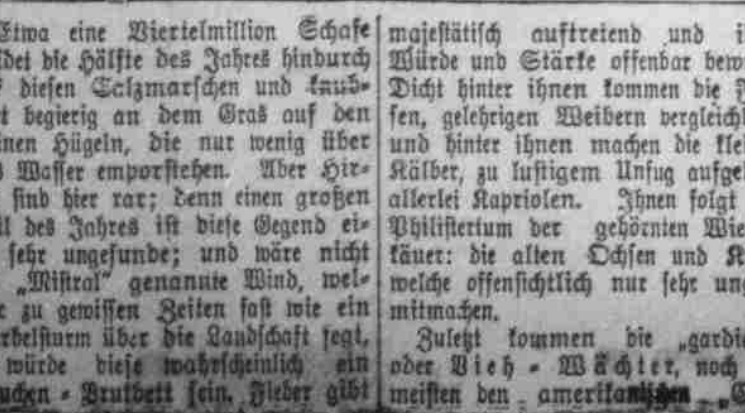 Etwa eine Viertelmillion Schafe
det die Hälfte des Jahres hindurch
diesen Salzmarschen und knab-
t begierig an dem Gras auf den
inen Hügeln, die nur wenig über
Wasser emporstehen. Aber Hir-
sind hier rar; denn einen großen
il des Jahres ist diese Gegend ei-
sehr ungesunde; und wäre nicht
„Mistral" genannte Wind, wel-
e zu gewissen Zeiten fast wie ein
rbelsturm über die Landschaft fegt,
würde diese wahrscheinlich ein
uchen - Brutbett sein. Fieber gibt
majestätisch auftretend und i
Würde und Stärke offenbar bew
Dicht hinter ihnen kommen die F
sen, gelehrigen Weibern vergleich
und hinter ihnen machen die kle
Kälber, zu lustigem Unfug aufge
allerlei Kapriolen. Ihnen folgt
Philistertum der gehörnten Wie
käuer: die alten Ochsen und K
welche offensichtlich nur sehr un
mitmachen.
Zuletzt kommen die „gardi
oder Vieh - Wächter, noch
meisten den amerikanischen „C